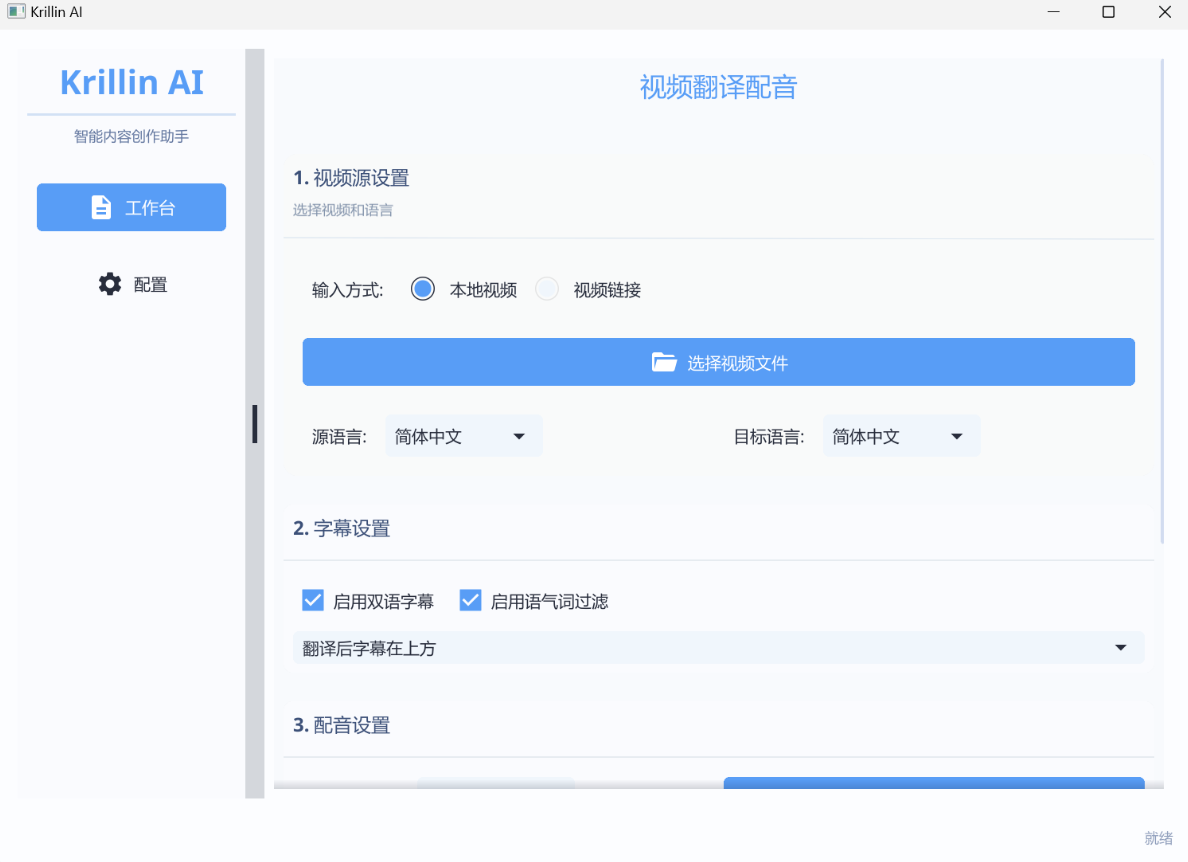 Krillin AI
Krillin AI
智能内容创作助手
工作台
配置
视频翻译配音
1. 视频源设置
选择视频和语言
输入方式: 本地视频 视频链接
选择视频文件
源语言: 简体中文 目标语言: 简体中文
2. 字幕设置
启用双语字幕 启用语气词过滤
翻译后字幕在上方
3. 配音设置
就绪